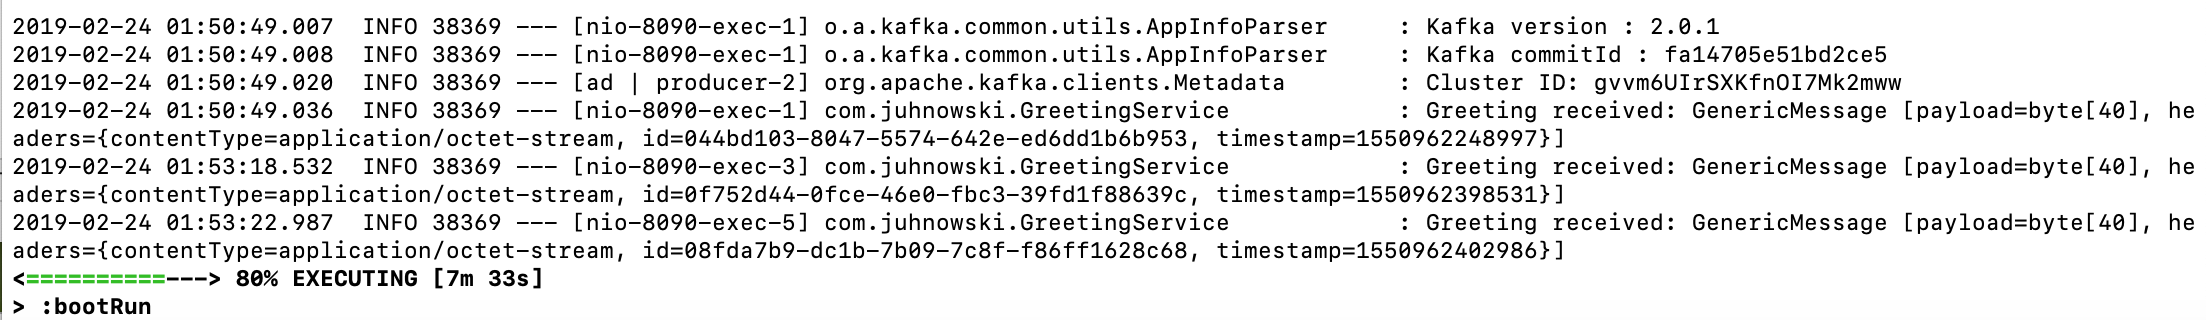 2019-02-24 01:50:49.007  INFO 38369 --- [nio-8090-exec-1] o.a.kafka.common.utils.AppInfoParser     : Kafka version : 2.0.1
2019-02-24 01:50:49.008  INFO 38369 --- [nio-8090-exec-1] o.a.kafka.common.utils.AppInfoParser     : Kafka commitId : fa14705e51bd2ce5
2019-02-24 01:50:49.020  INFO 38369 --- [ad | producer-2] org.apache.kafka.clients.Metadata        : Cluster ID: gvvm6UIrSXKfnOI7Mk2mww
2019-02-24 01:50:49.036  INFO 38369 --- [nio-8090-exec-1] com.juhnowski.GreetingService            : Greeting received: GenericMessage [payload=byte[40], he
aders={contentType=application/octet-stream, id=044bd103-8047-5574-642e-ed6dd1b6b953, timestamp=1550962248997}]
2019-02-24 01:53:18.532  INFO 38369 --- [nio-8090-exec-3] com.juhnowski.GreetingService            : Greeting received: GenericMessage [payload=byte[40], he
aders={contentType=application/octet-stream, id=0f752d44-0fce-46e0-fbc3-39fd1f88639c, timestamp=1550962398531}]
2019-02-24 01:53:22.987  INFO 38369 --- [nio-8090-exec-5] com.juhnowski.GreetingService            : Greeting received: GenericMessage [payload=byte[40], he
aders={contentType=application/octet-stream, id=08fda7b9-dc1b-7b09-7c8f-f86ff1628c68, timestamp=1550962402986}]
<==========---> 80% EXECUTING [7m 33s]
> :bootRun